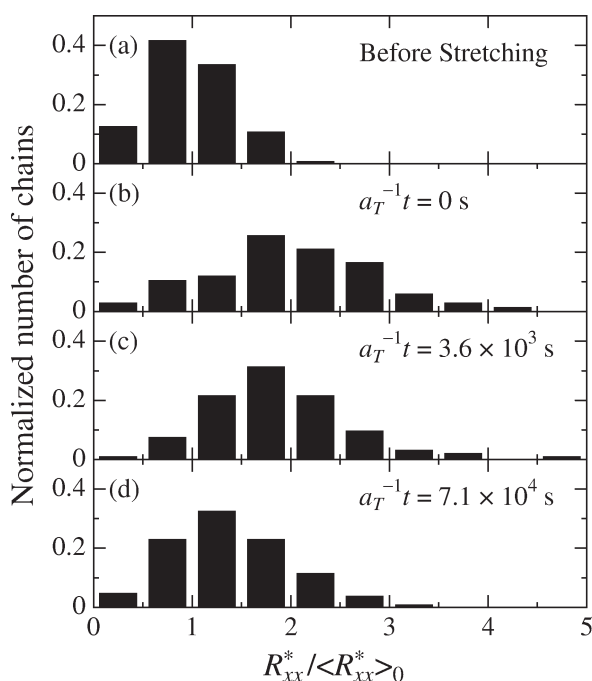 Normalized number of chains
(a) Before Stretching
0.4
0.2
0
(b) a_T^{-1}t = 0 s
0.4
0.2
0
(c) a_T^{-1}t = 3.6 × 10^3 s
0.4
0.2
0
(d) a_T^{-1}t = 7.1 × 10^4 s
0.4
0.2
0
0 1 2 3 4 5
R*_{xx}/<R*_{xx}>_0